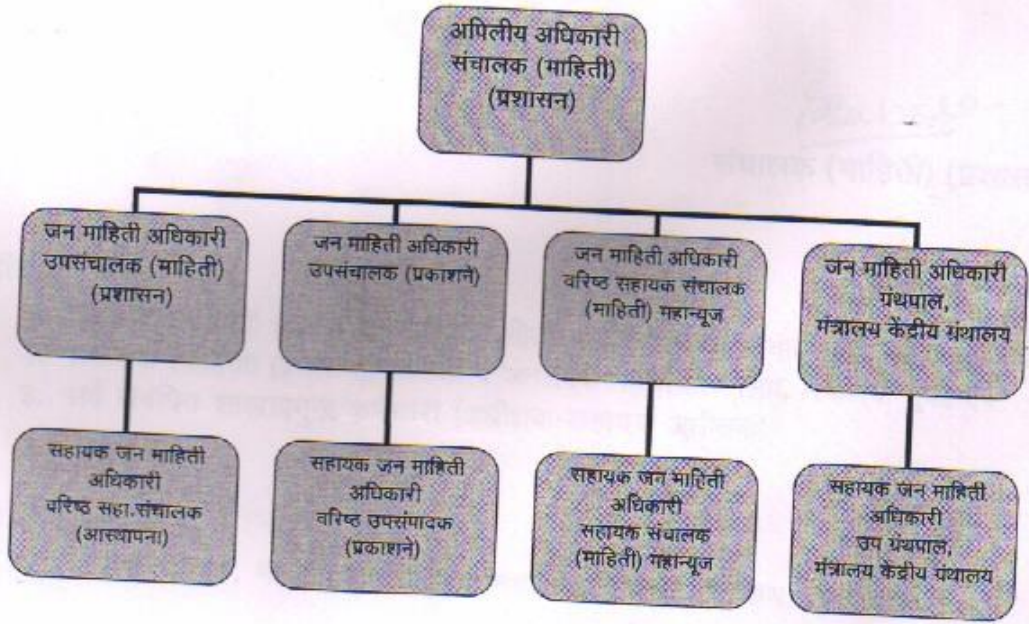 अपिलीय अधिकारी
संचालक (माहिती)
(प्रशासन)
जन माहिती अधिकारी
उपसंचालक (माहिती)
(प्रशासन)
जन माहिती अधिकारी
उपसंचालक (प्रकाशने)
जन माहिती अधिकारी
वरिष्ठ सहायक संचालक
(माहिती) महान्यूज
जन माहिती अधिकारी
ग्रंथपाल,
मंत्रालय केंद्रीय ग्रंथालय
सहायक जन माहिती
अधिकारी
वरिष्ठ सहा.संचालक
(आस्थापना)
सहायक जन माहिती
अधिकारी
वरिष्ठ उपसंपादक
(प्रकाशने)
सहायक जन माहिती
अधिकारी
सहायक संचालक
(माहिती) महान्यूज
सहायक जन माहिती
अधिकारी
उप ग्रंथपाल,
मंत्रालय केंद्रीय ग्रंथालय